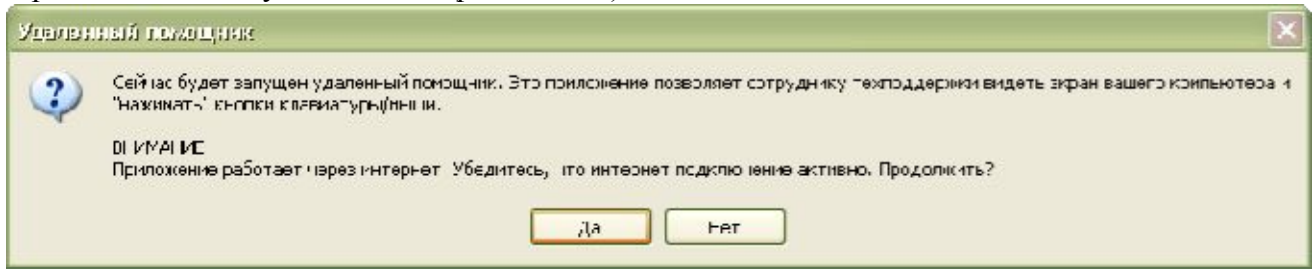 Удаленный помощник
Сейчас будет запущен удаленный помощник. Это приложение позволяет сотруднику техподдержки видеть экран вашего компьютера и
"нажимать" кнопки клавиатуры/мыши.
ВНИМАНИЕ
Приложение работает через интернет. Убедитесь, что интернет подключение активно. Продолжить?
Да
Нет